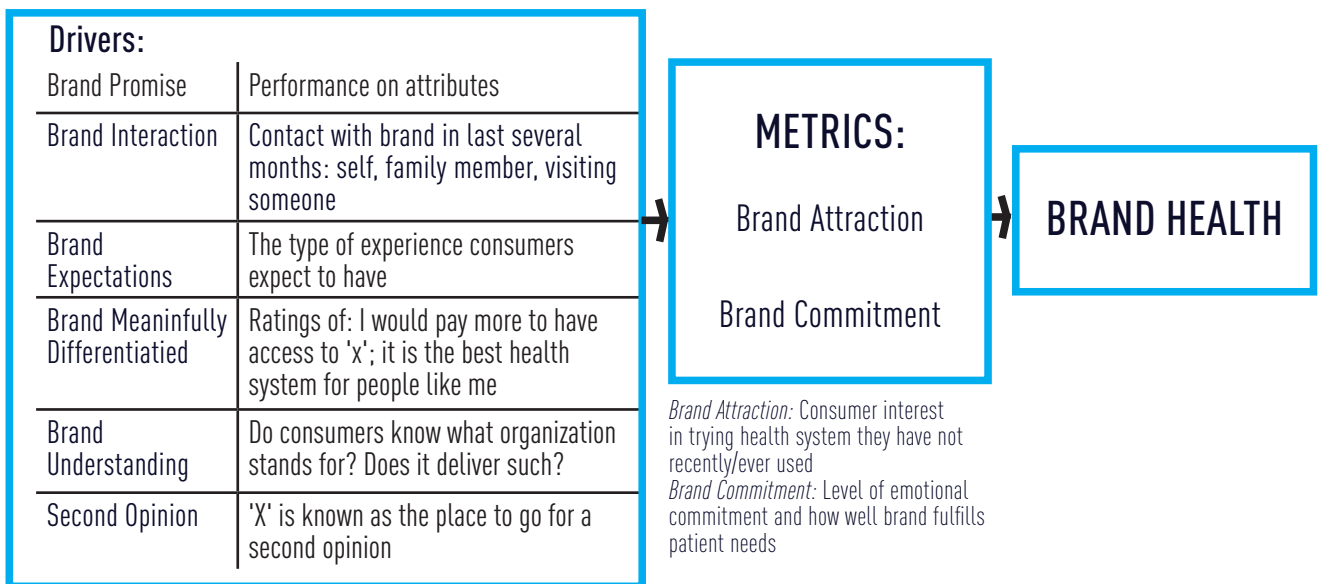 Drivers:
Brand Promise
Performance on attributes
Brand Interaction
Contact with brand in last several
months: self, family member, visiting
someone
Brand
Expectations
The type of experience consumers
expect to have
Brand Meaninfully
Differentiatied
Ratings of: I would pay more to have
access to 'x'; it is the best health
system for people like me
Brand
Understanding
Do consumers know what organization
stands for? Does it deliver such?
Second Opinion
'X' is known as the place to go for a
second opinion
METRICS:
Brand Attraction
Brand Commitment
Brand Attraction: Consumer interest
in trying health system they have not
recently/ever used
Brand Commitment: Level of emotional
commitment and how well brand fulfills
patient needs
BRAND HEALTH